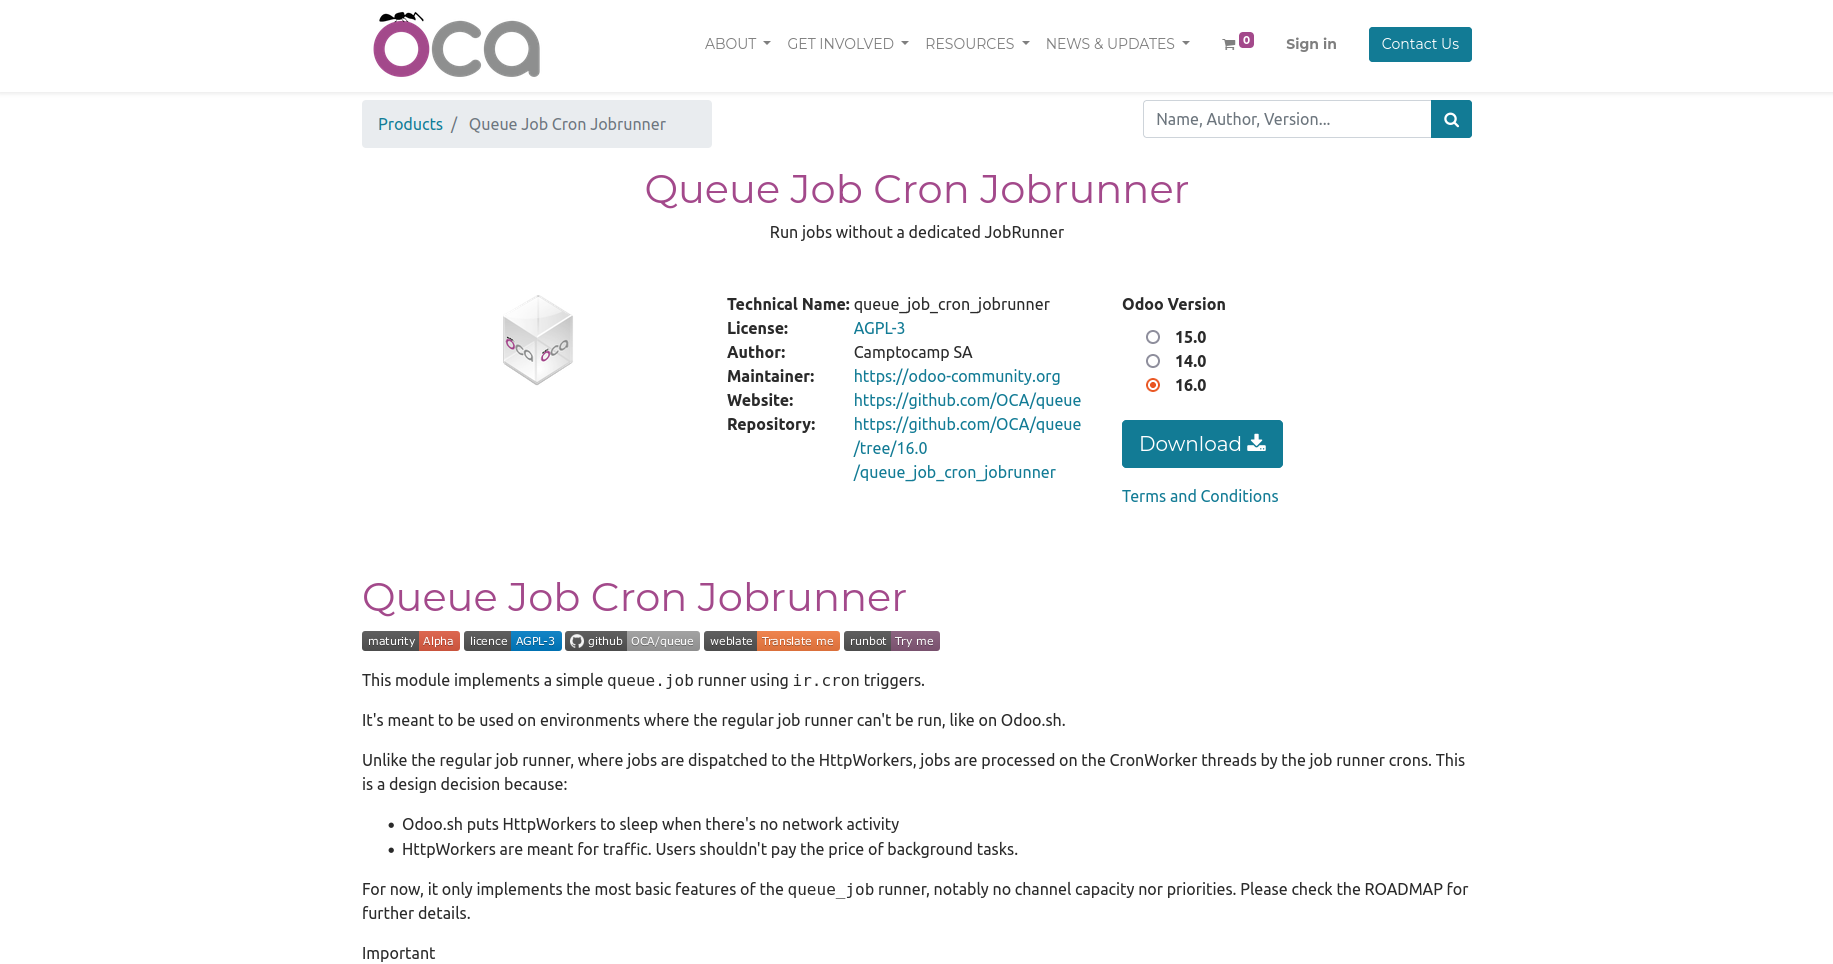 oca
ABOUT GET INVOLVED RESOURCES NEWS & UPDATES 0 Sign in Contact Us
Products / Queue Job Cron Jobrunner
Name, Author, Version...
Queue Job Cron Jobrunner
Run jobs without a dedicated JobRunner
oca oca
Technical Name: queue_job_cron_jobrunner
License: AGPL-3
Author: Camptocamp SA
Maintainer: https://odoo-community.org
Website: https://github.com/OCA/queue
Repository: https://github.com/OCA/queue
/tree/16.0
/queue_job_cron_jobrunner
Odoo Version
15.0
14.0
16.0
Download
Terms and Conditions
Queue Job Cron Jobrunner
maturity Alpha licence AGPL-3 github OCA/queue weblate Translate me runbot Try me
This module implements a simple queue.job runner using ir.cron triggers.
It's meant to be used on environments where the regular job runner can't be run, like on Odoo.sh.
Unlike the regular job runner, where jobs are dispatched to the HttpWorkers, jobs are processed on the CronWorker threads by the job runner crons. This
is a design decision because:
• Odoo.sh puts HttpWorkers to sleep when there's no network activity
• HttpWorkers are meant for traffic. Users shouldn't pay the price of background tasks.
For now, it only implements the most basic features of the queue_job runner, notably no channel capacity nor priorities. Please check the ROADMAP for
further details.
Important